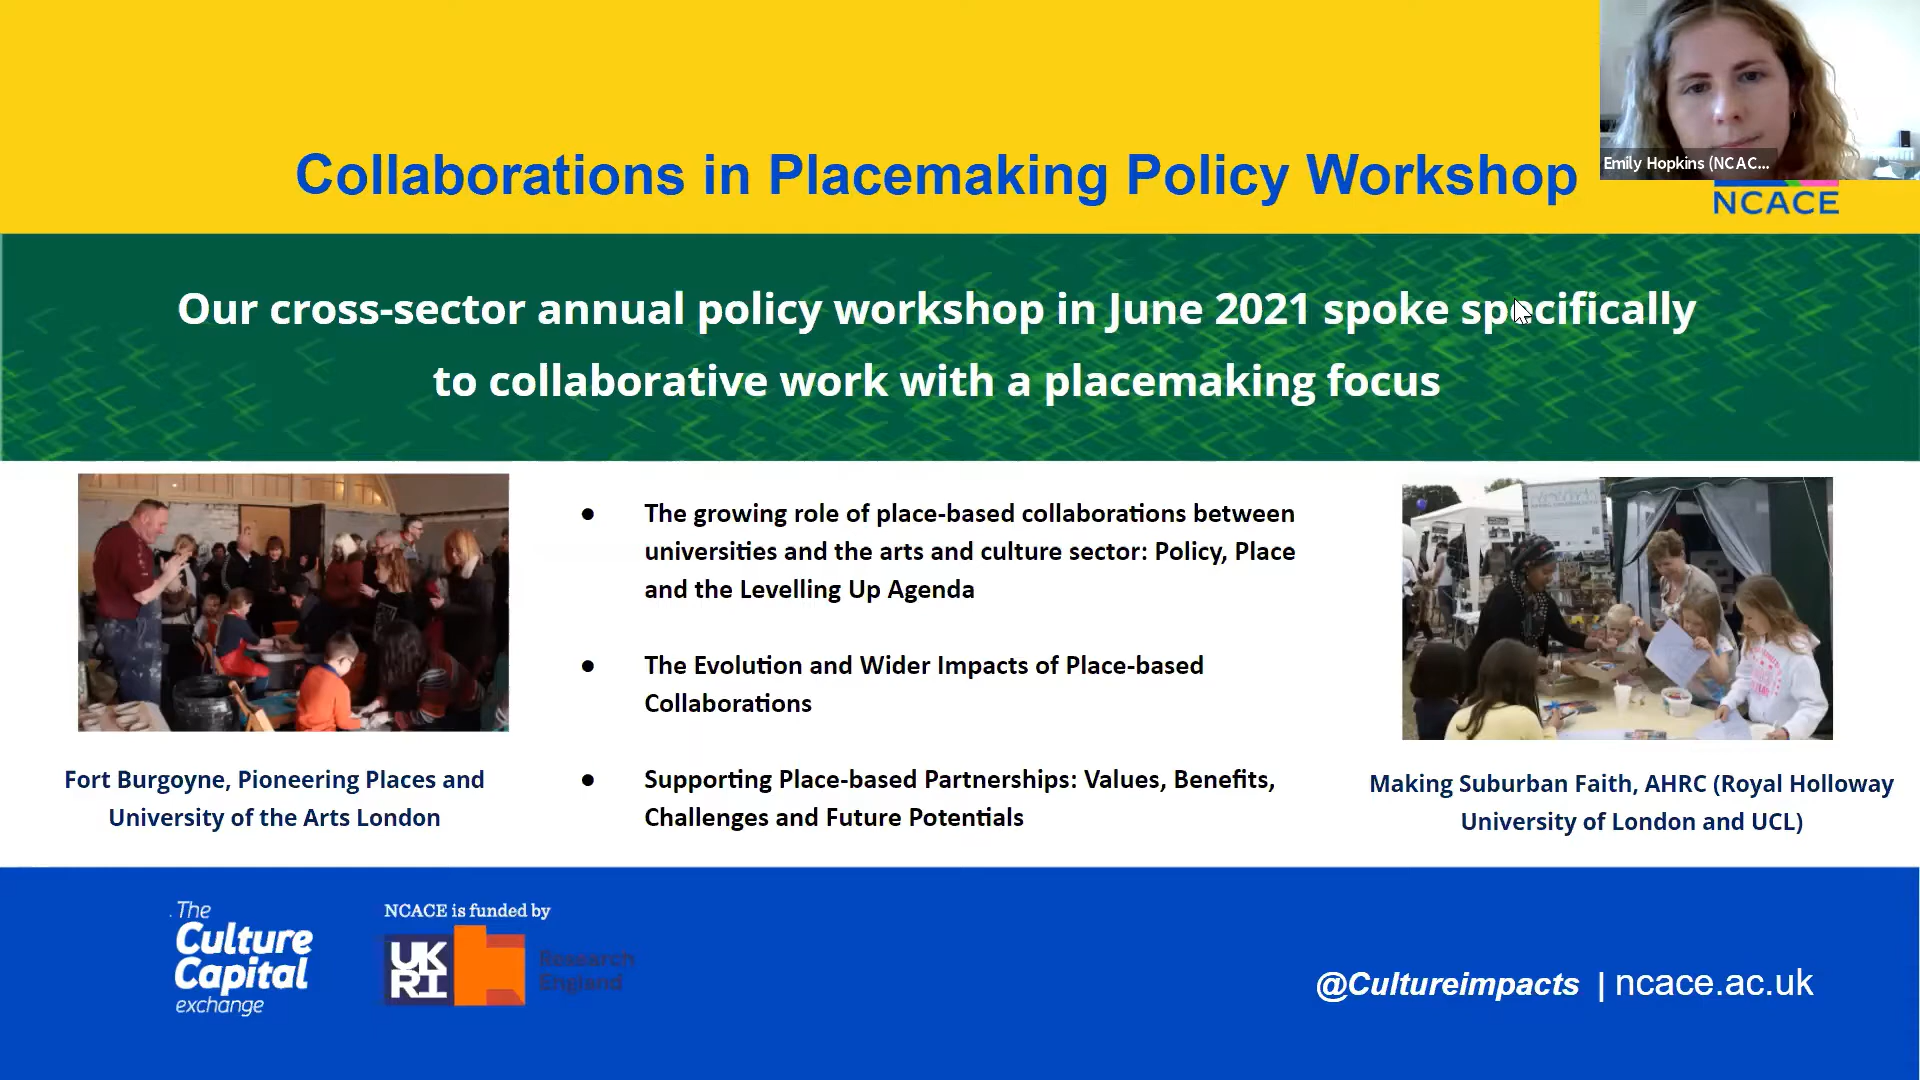 Emily Hopkins (NCAC...
Collaborations in Placemaking Policy Workshop
NCACE
Our cross-sector annual policy workshop in June 2021 spoke specifically
to collaborative work with a placemaking focus
● The growing role of place-based collaborations between
universities and the arts and culture sector: Policy, Place
and the Levelling Up Agenda
● The Evolution and Wider Impacts of Place-based
Collaborations
● Supporting Place-based Partnerships: Values, Benefits,
Challenges and Future Potentials
Fort Burgoyne, Pioneering Places and
University of the Arts London
Making Suburban Faith, AHRC (Royal Holloway
University of London and UCL)
The
Culture
Capital
exchange
NCACE is funded by
UK
RI
Research
England
@Cultureimpacts | ncace.ac.uk